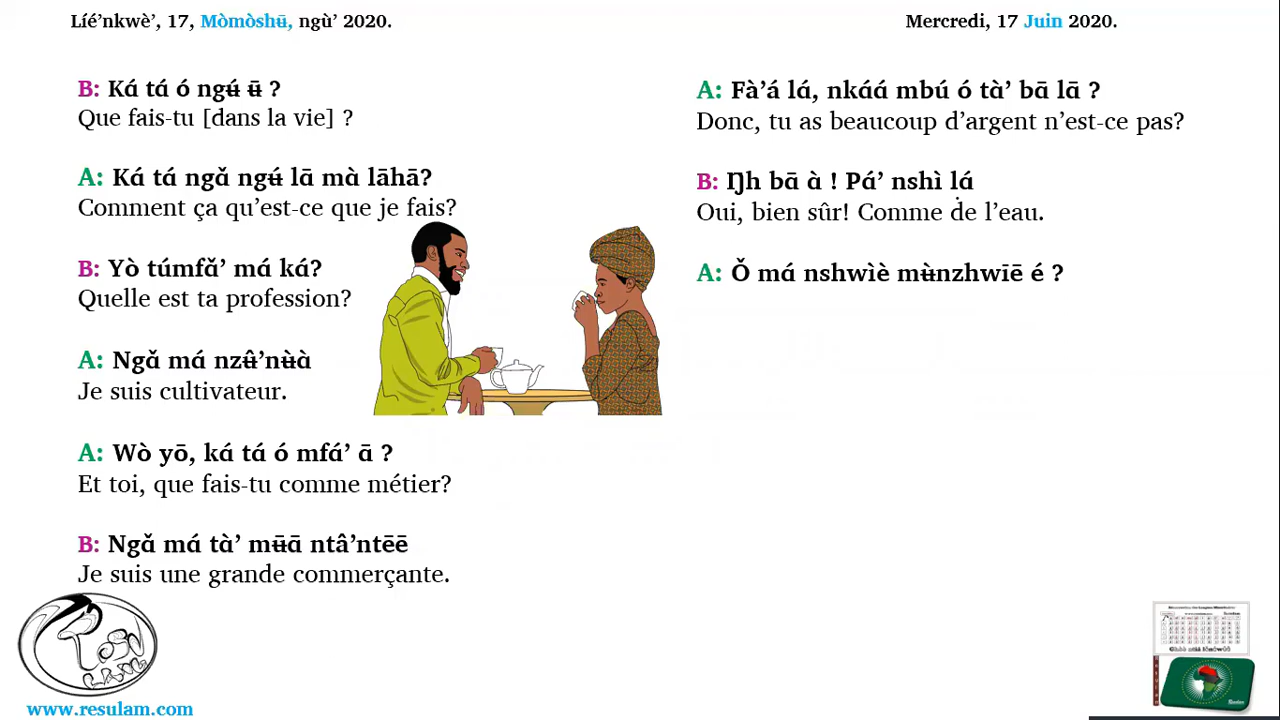 Líé’nkwè’, 17, Mòmòshʉ̄, ngù’ 2020.
Mercredi, 17 Juin 2020.
B: Ká tá ó ngʉ́ ʉ̄ ?
Que fais-tu [dans la vie] ?
A: Ká tá ngǎ ngʉ́ lā mà lāhā?
Comment ça qu’est-ce que je fais?
B: Yò túmfǎ’ má ká?
Quelle est ta profession?
A: Ngǎ má nzʉ̂’nʉ̀à
Je suis cultivateur.
A: Wò yō, ká tá ó mfá’ ā ?
Et toi, que fais-tu comme métier?
B: Ngǎ má tà’ mʉ̄ā ntâ’ntēē
Je suis une grande commerçante.
A: Fà’á lá, nkáá mbú ó tà’ bā lā ?
Donc, tu as beaucoup d’argent n’est-ce pas?
B: Ŋh bā à ! Pá’ nshì lá
Oui, bien sûr! Comme de l’eau.
A: Ǒ má nshwìè mʉ̀nzhwīē é ?
www.resulam.com